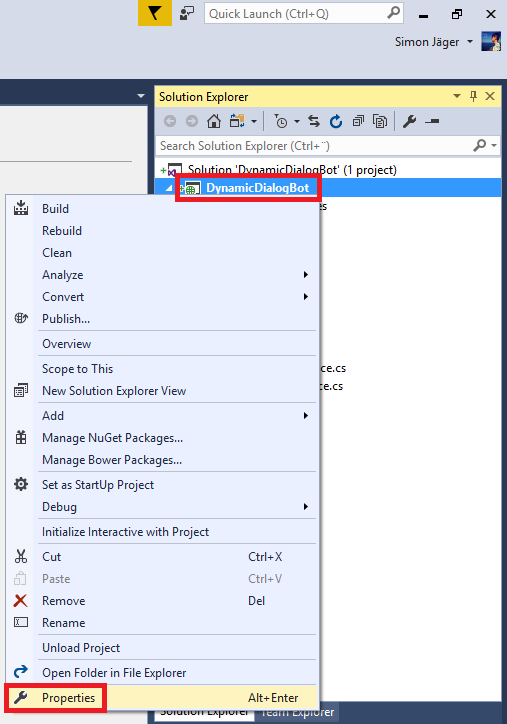 Quick Launch (Ctrl+Q)
Simon Jäger
Solution Explorer
Search Solution Explorer (Ctrl+¨)
Solution 'DynamicDialogBot' (1 project)
DynamicDialogBot
es
Build
Rebuild
Clean
Analyze
Convert
Publish...
Overview
Scope to This
ce.cs
New Solution Explorer View
ce.cs
Add
Manage NuGet Packages...
Manage Bower Packages...
Set as StartUp Project
Debug
Initialize Interactive with Project
Cut Ctrl+X
Paste Ctrl+V
Remove Del
Rename
Unload Project
Open Folder in File Explorer
Properties Alt+Enter
Solution Explorer Team Explorer